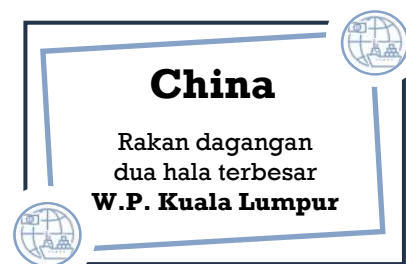 China
Rakan dagangan
dua hala terbesar
W.P. Kuala Lumpur